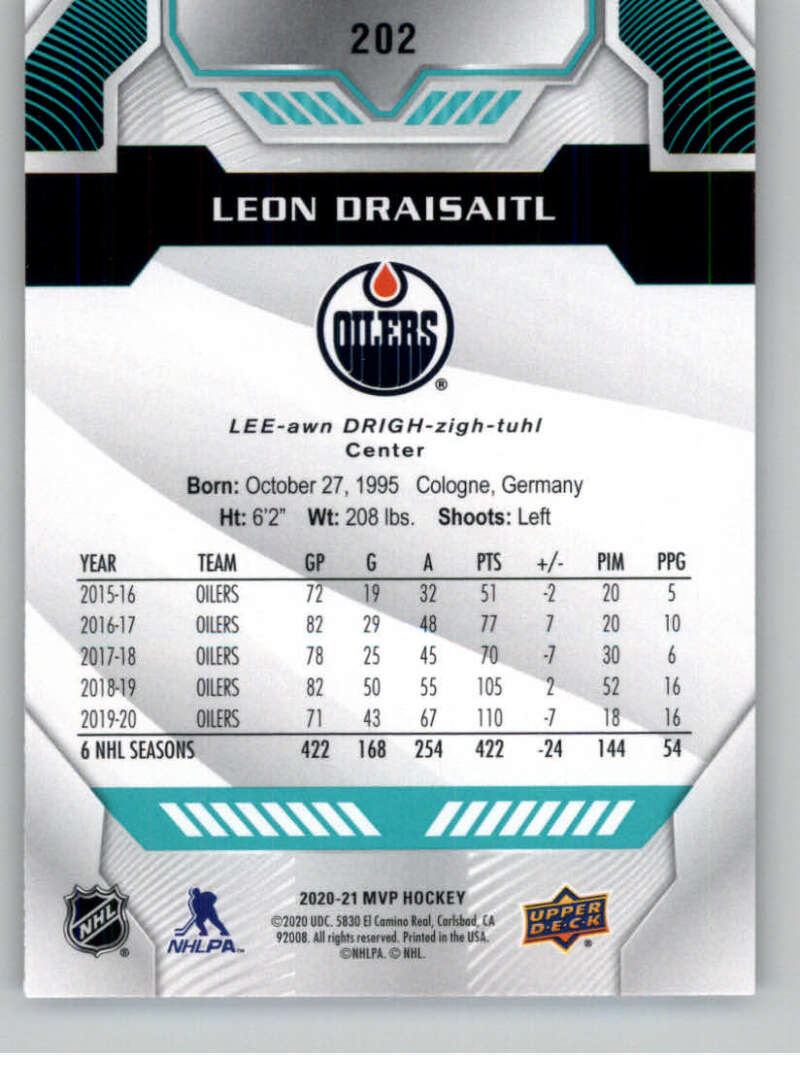 202
LEON DRAISAITL
OILERS
®
LEE-awn DRIGH-zigh-tuhl
Center
Born: October 27, 1995 Cologne, Germany
Ht: 6'2" Wt: 208 lbs. Shoots: Left
YEAR TEAM GP G A PTS +/- PIM PPG
2015-16 OILERS 72 19 32 51 -2 20 5
2016-17 OILERS 82 29 48 77 7 20 10
2017-18 OILERS 78 25 45 70 -7 30 6
2018-19 OILERS 82 50 55 105 2 52 16
2019-20 OILERS 71 43 67 110 -7 18 16
6 NHL SEASONS 422 168 254 422 -24 144 54
2020-21 MVP HOCKEY
©2020 UDC. 5830 El Camino Real, Carlsbad, CA
92008. All rights reserved. Printed in the USA.
©NHLPA. © NHL.
NHL ®
NHLPA™
UPPER
D·E·C·K ®